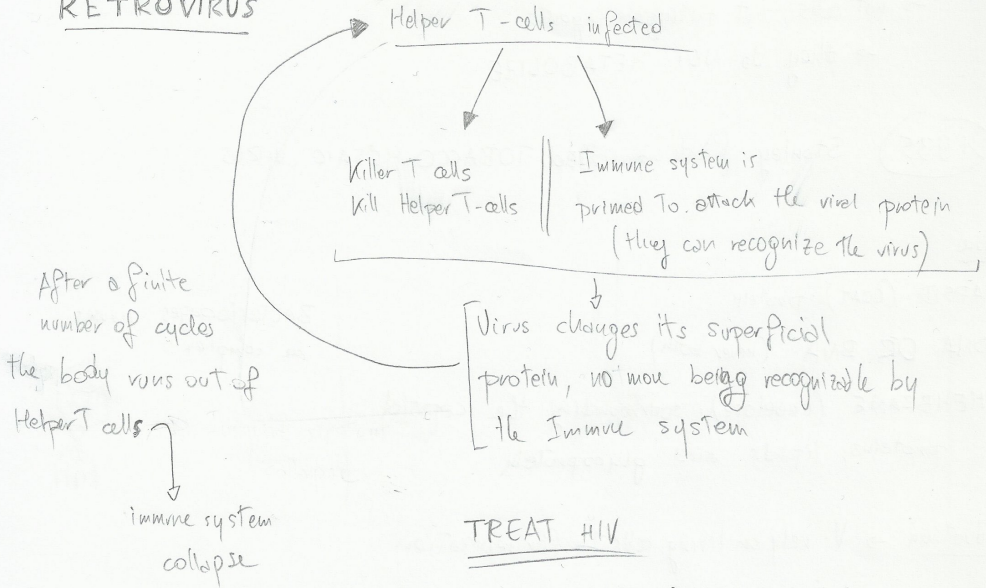 RETROVIRUS
Helper T-cells infected
Killer T cells
Kill Helper T-cells
Immune system is
primed to attack the viral protein
(they can recognize the virus)
Virus changes its superficial
protein, no more being recognizable by
the Immune system
After a finite
number of cycles
the body runs out of
Helper T cells
immune system
collapse
TREAT HIV